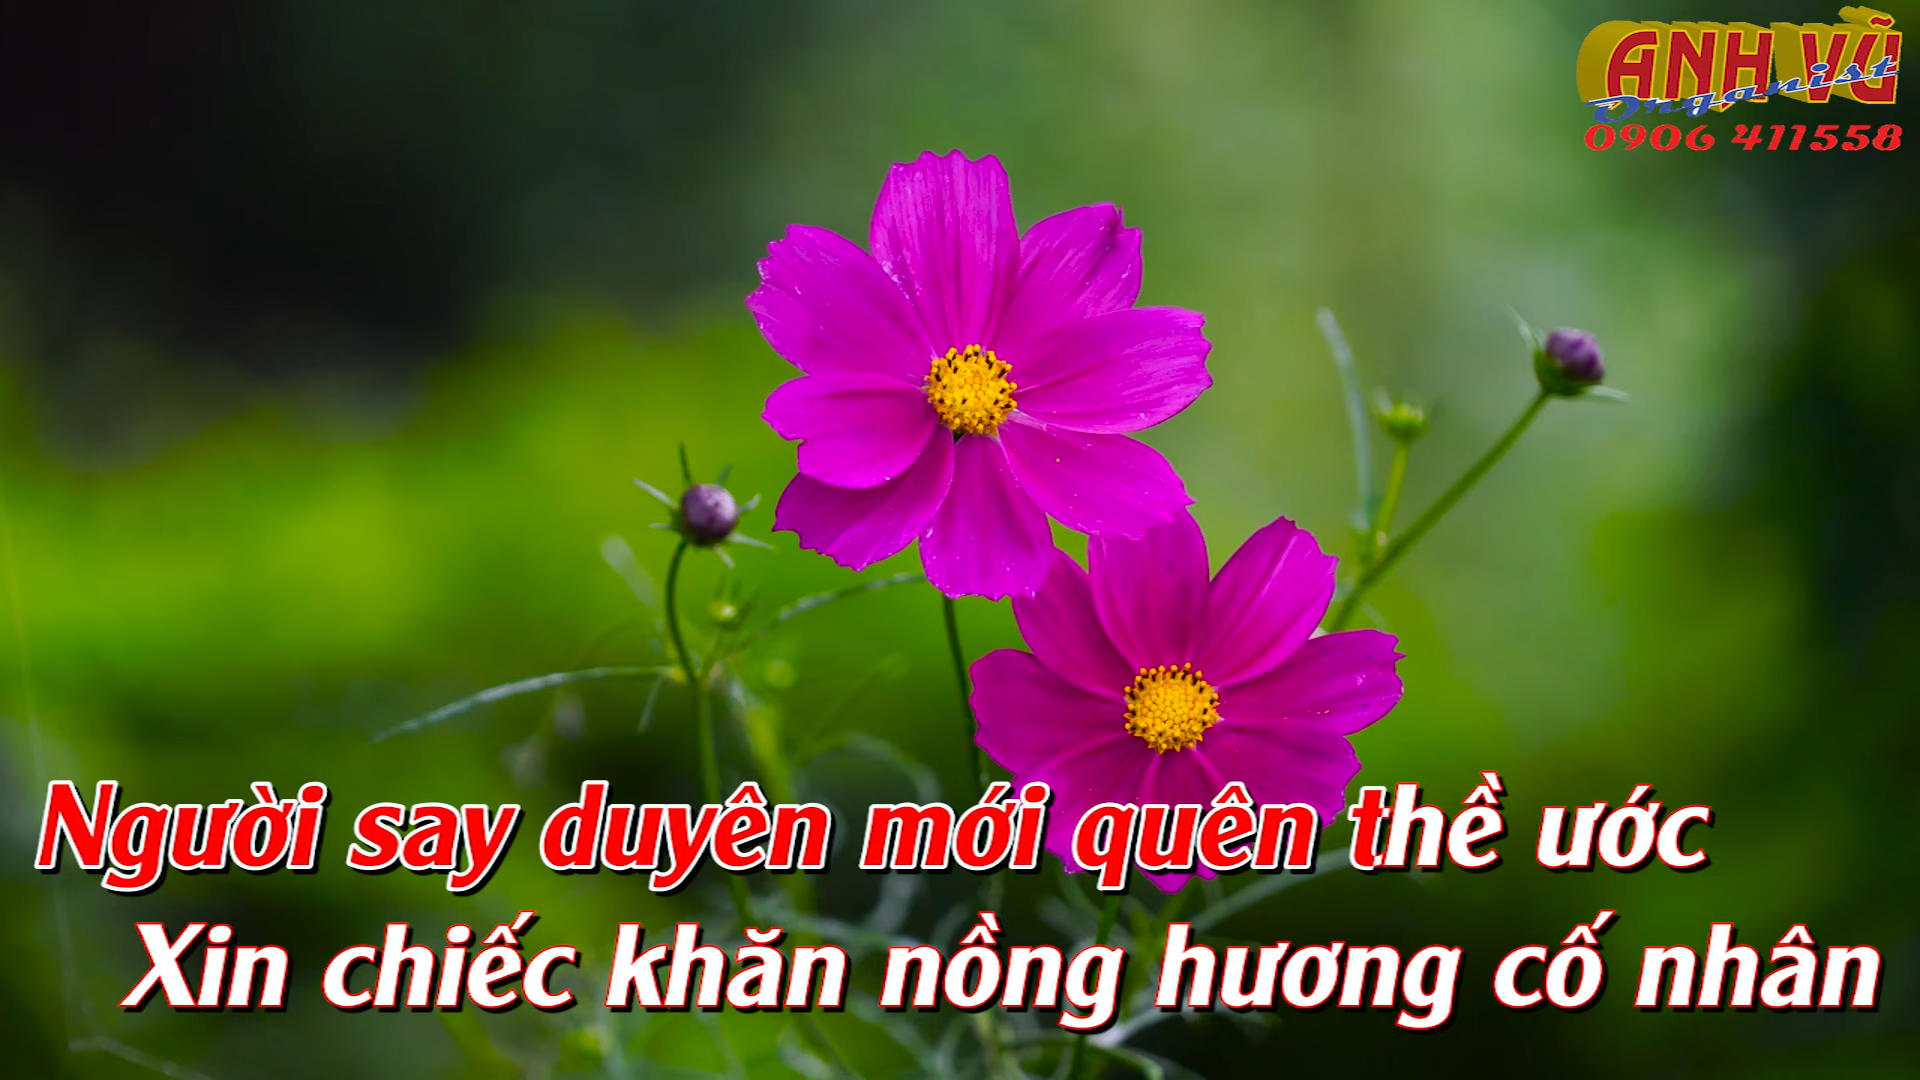 ANH VŨ
Organist
0906 411558
Người say duyên mới quên thề ước
Xin chiếc khăn nồng hương cố nhân